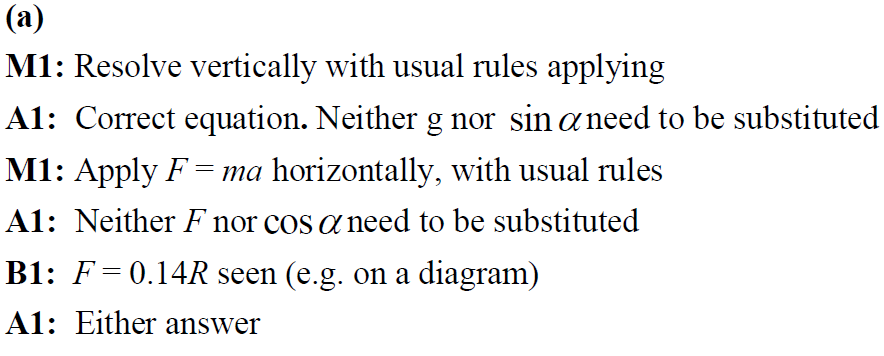 (a)
M1: Resolve vertically with usual rules applying
A1: Correct equation. Neither g nor sin α need to be substituted
M1: Apply F = ma horizontally, with usual rules
A1: Neither F nor cos α need to be substituted
B1: F = 0.14R seen (e.g. on a diagram)
A1: Either answer